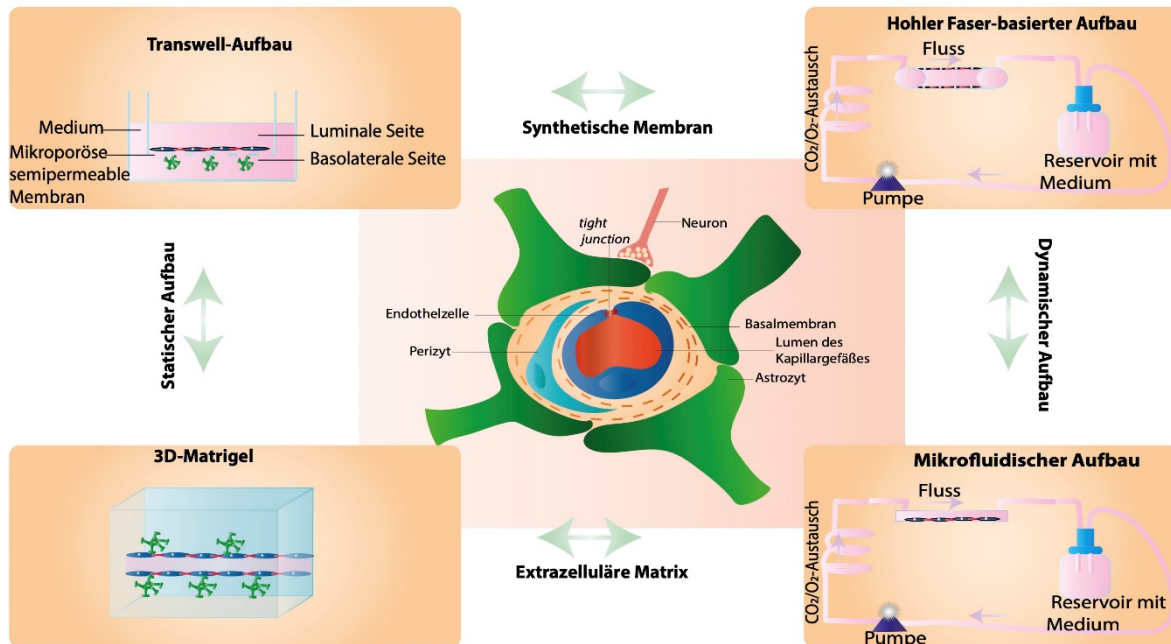 Transwell-Aufbau
Medium
Mikroporöse
semipermeable
Membran
Luminale Seite
Basolaterale Seite
Synthetische Membran
Hohler Faser-basierter Aufbau
Fluss
CO₂/O₂-Austausch
Reservoir mit
Medium
Pumpe
Statischer Aufbau
tight
junction
Neuron
Endothelzelle
Perizyt
Basalmembran
Lumen des
Kapillargefäßes
Astrozyt
Dynamischer Aufbau
3D-Matrigel
Extrazelluläre Matrix
Mikrofluidischer Aufbau
Fluss
CO₂/O₂-Austausch
Reservoir mit
Medium
Pumpe